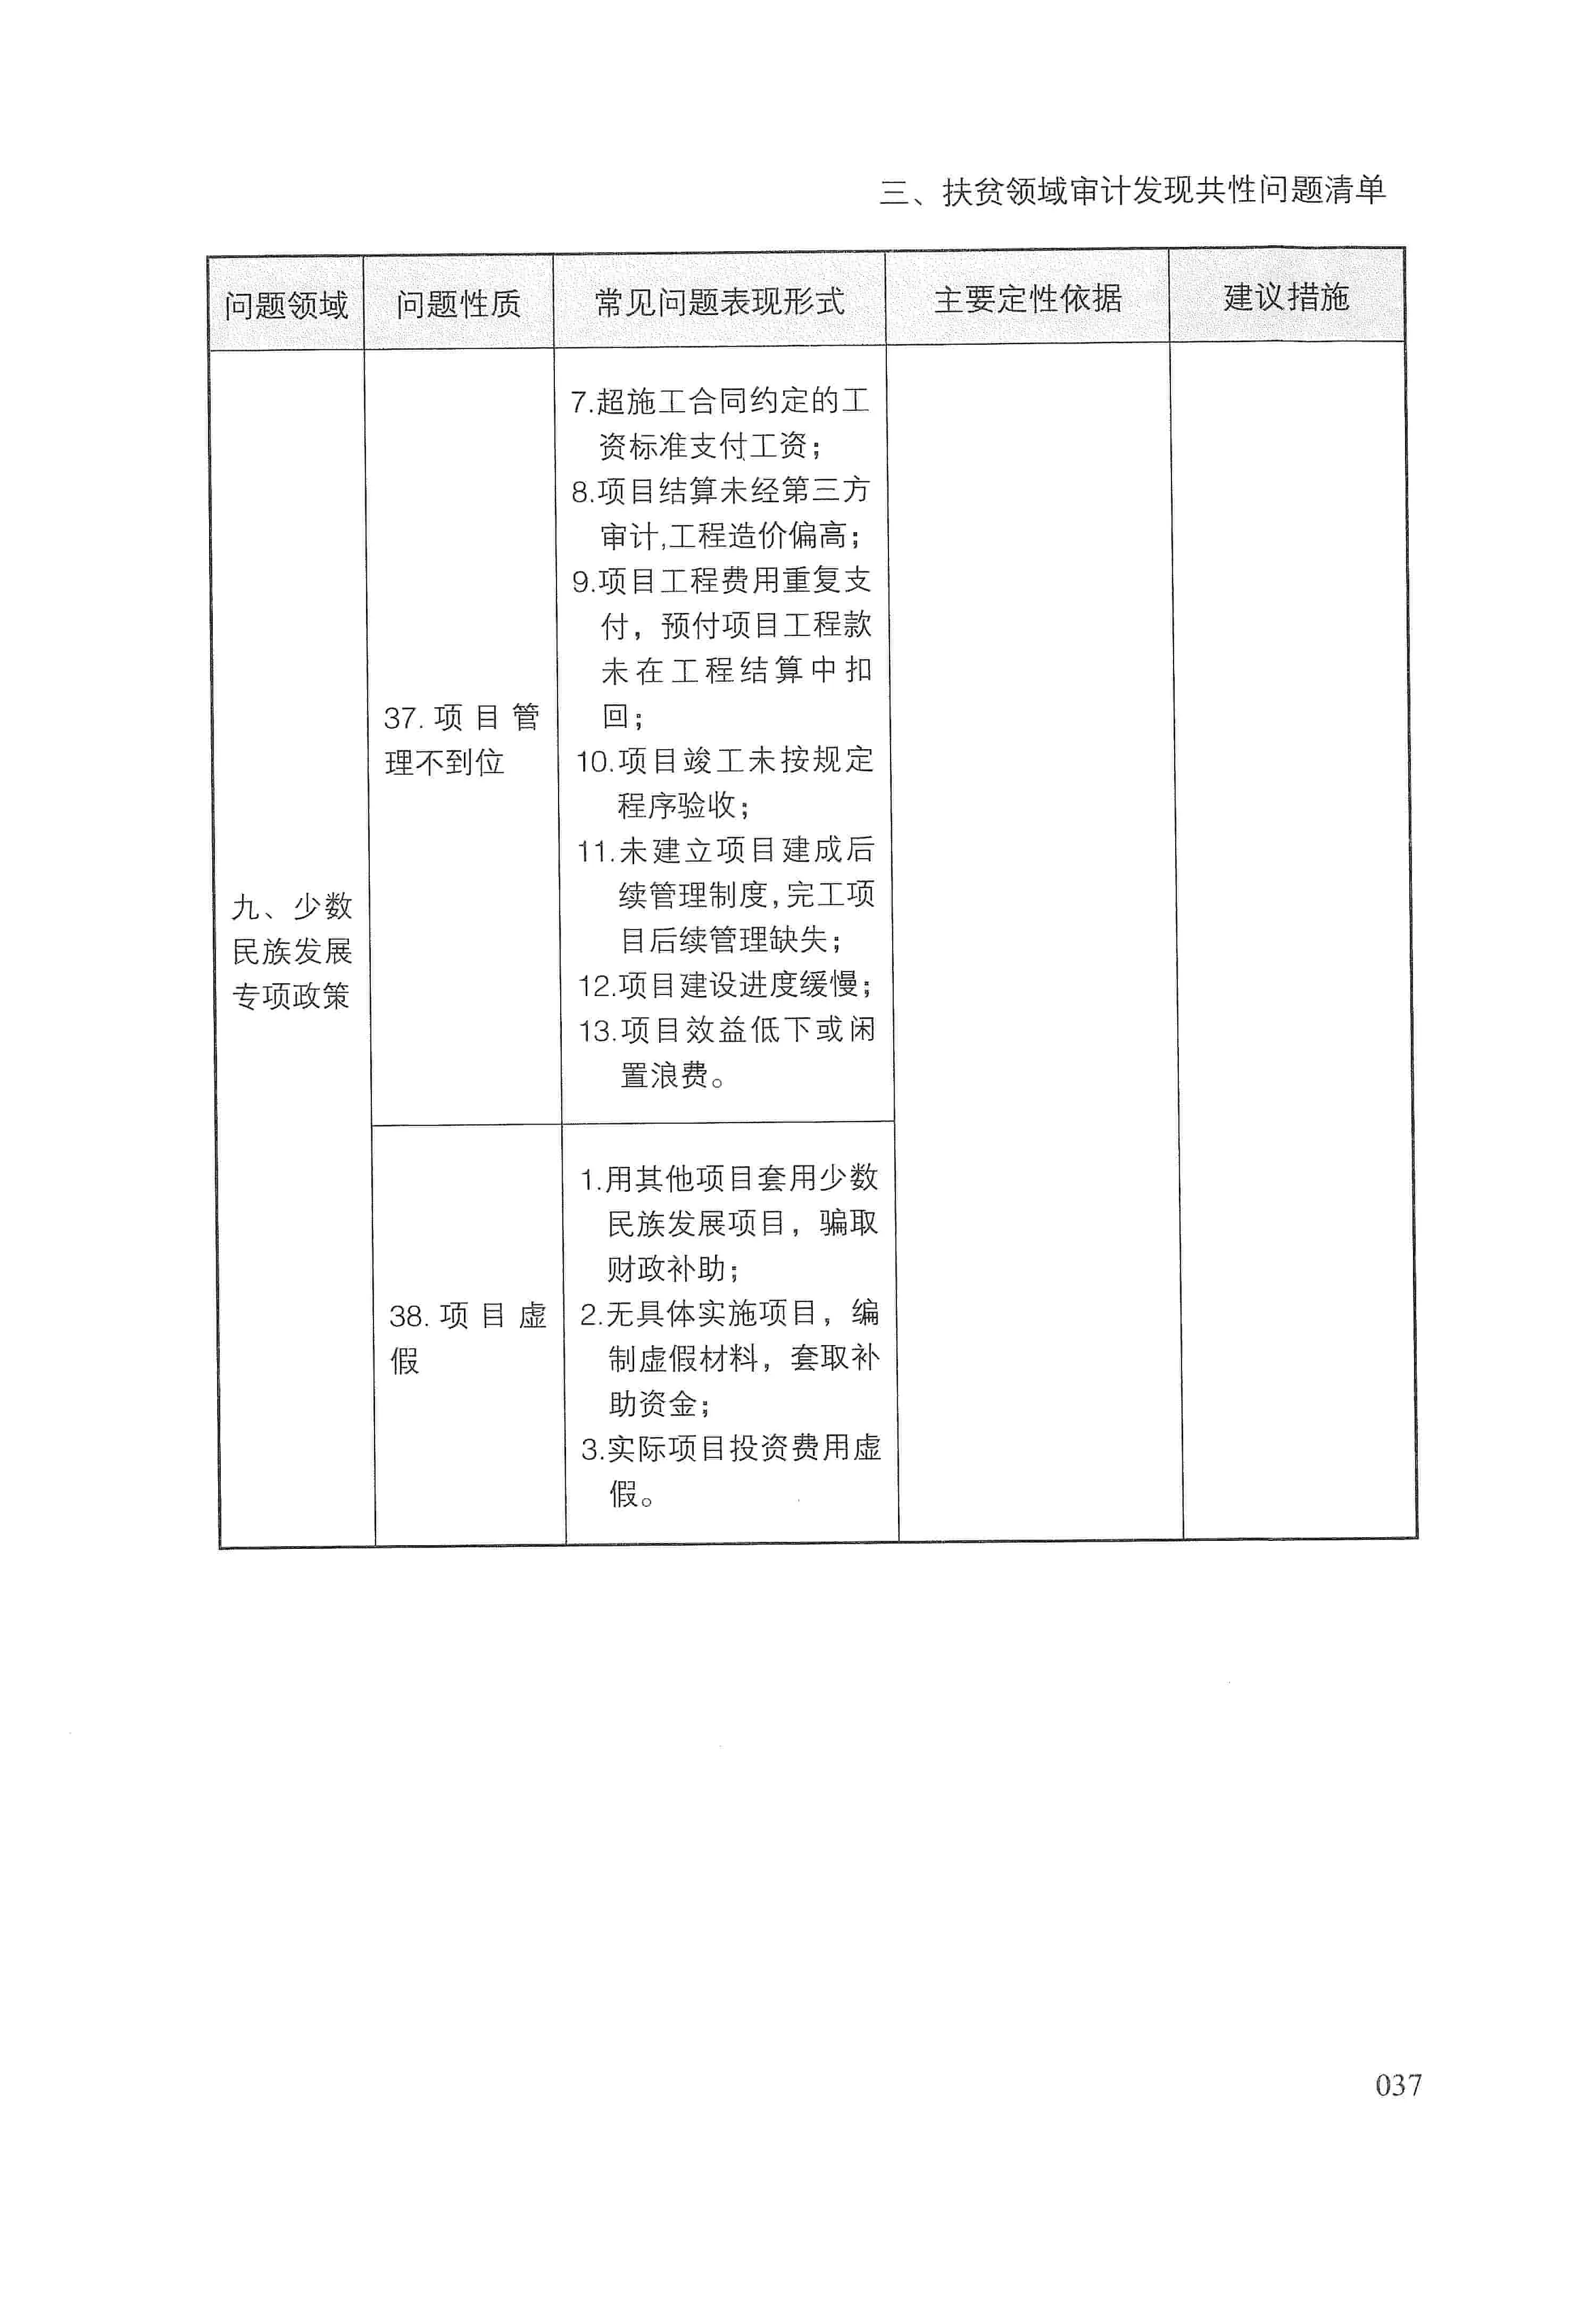 三、扶贫领域审计发现共性问题清单
问题领域 问题性质 常见问题表现形式 主要定性依据 建议措施
九、少数
民族发展
专项政策
37.项目管
理不到位
7.超施工合同约定的工
资标准支付工资；
8.项目结算未经第三方
审计,工程造价偏高；
9.项目工程费用重复支
付，预付项目工程款
未在工程结算中扣
回；
10.项目竣工未按规定
程序验收；
11.未建立项目建成后
续管理制度,完工项
目后续管理缺失；
12.项目建设进度缓慢；
13.项目效益低下或闲
置浪费。
38.项目虚
假
1.用其他项目套用少数
民族发展项目，骗取
财政补助；
2.无具体实施项目，编
制虚假材料，套取补
助资金；
3.实际项目投资费用虚
假。
037